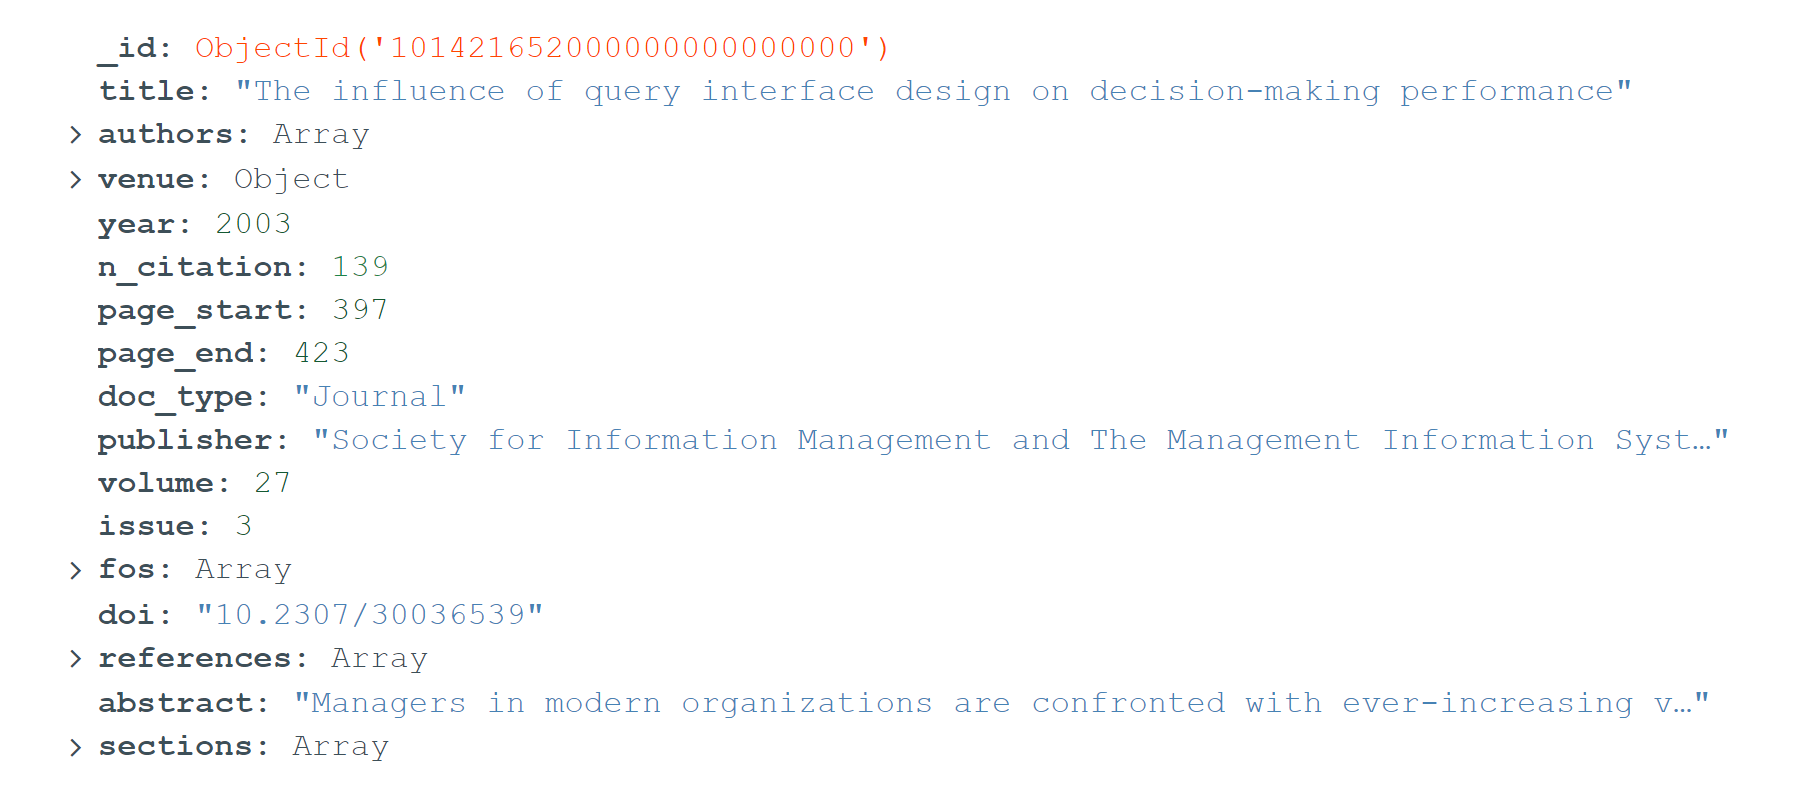 _id: ObjectId('101421652000000000000000')
title: "The influence of query interface design on decision-making performance"
> authors: Array
> venue: Object
year: 2003
n_citation: 139
page_start: 397
page_end: 423
doc_type: "Journal"
publisher: "Society for Information Management and The Management Information Syst…"
volume: 27
issue: 3
> fos: Array
doi: "10.2307/30036539"
> references: Array
abstract: "Managers in modern organizations are confronted with ever-increasing v…"
> sections: Array